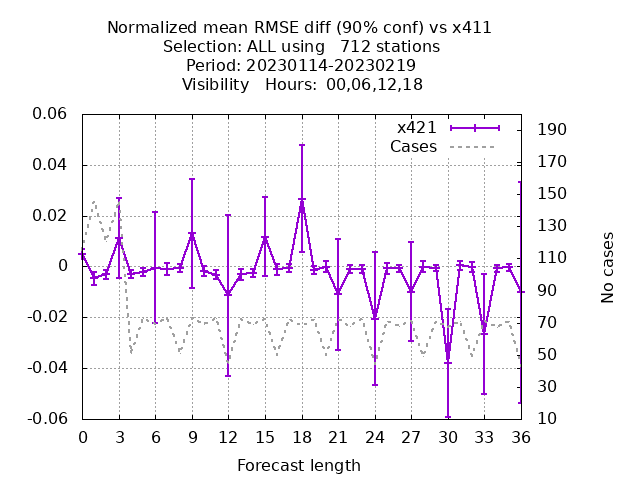 Normalized mean RMSE diff (90% conf) vs x411
Selection: ALL using   712 stations
Period: 20230114-20230219
Visibility   Hours: 00,06,12,18
x421
Cases
0.06
0.04
0.02
0
-0.02
-0.04
-0.06
190
170
150
130
110
90
70
50
30
10
No cases
0 3 6 9 12 15 18 21 24 27 30 33 36
Forecast length